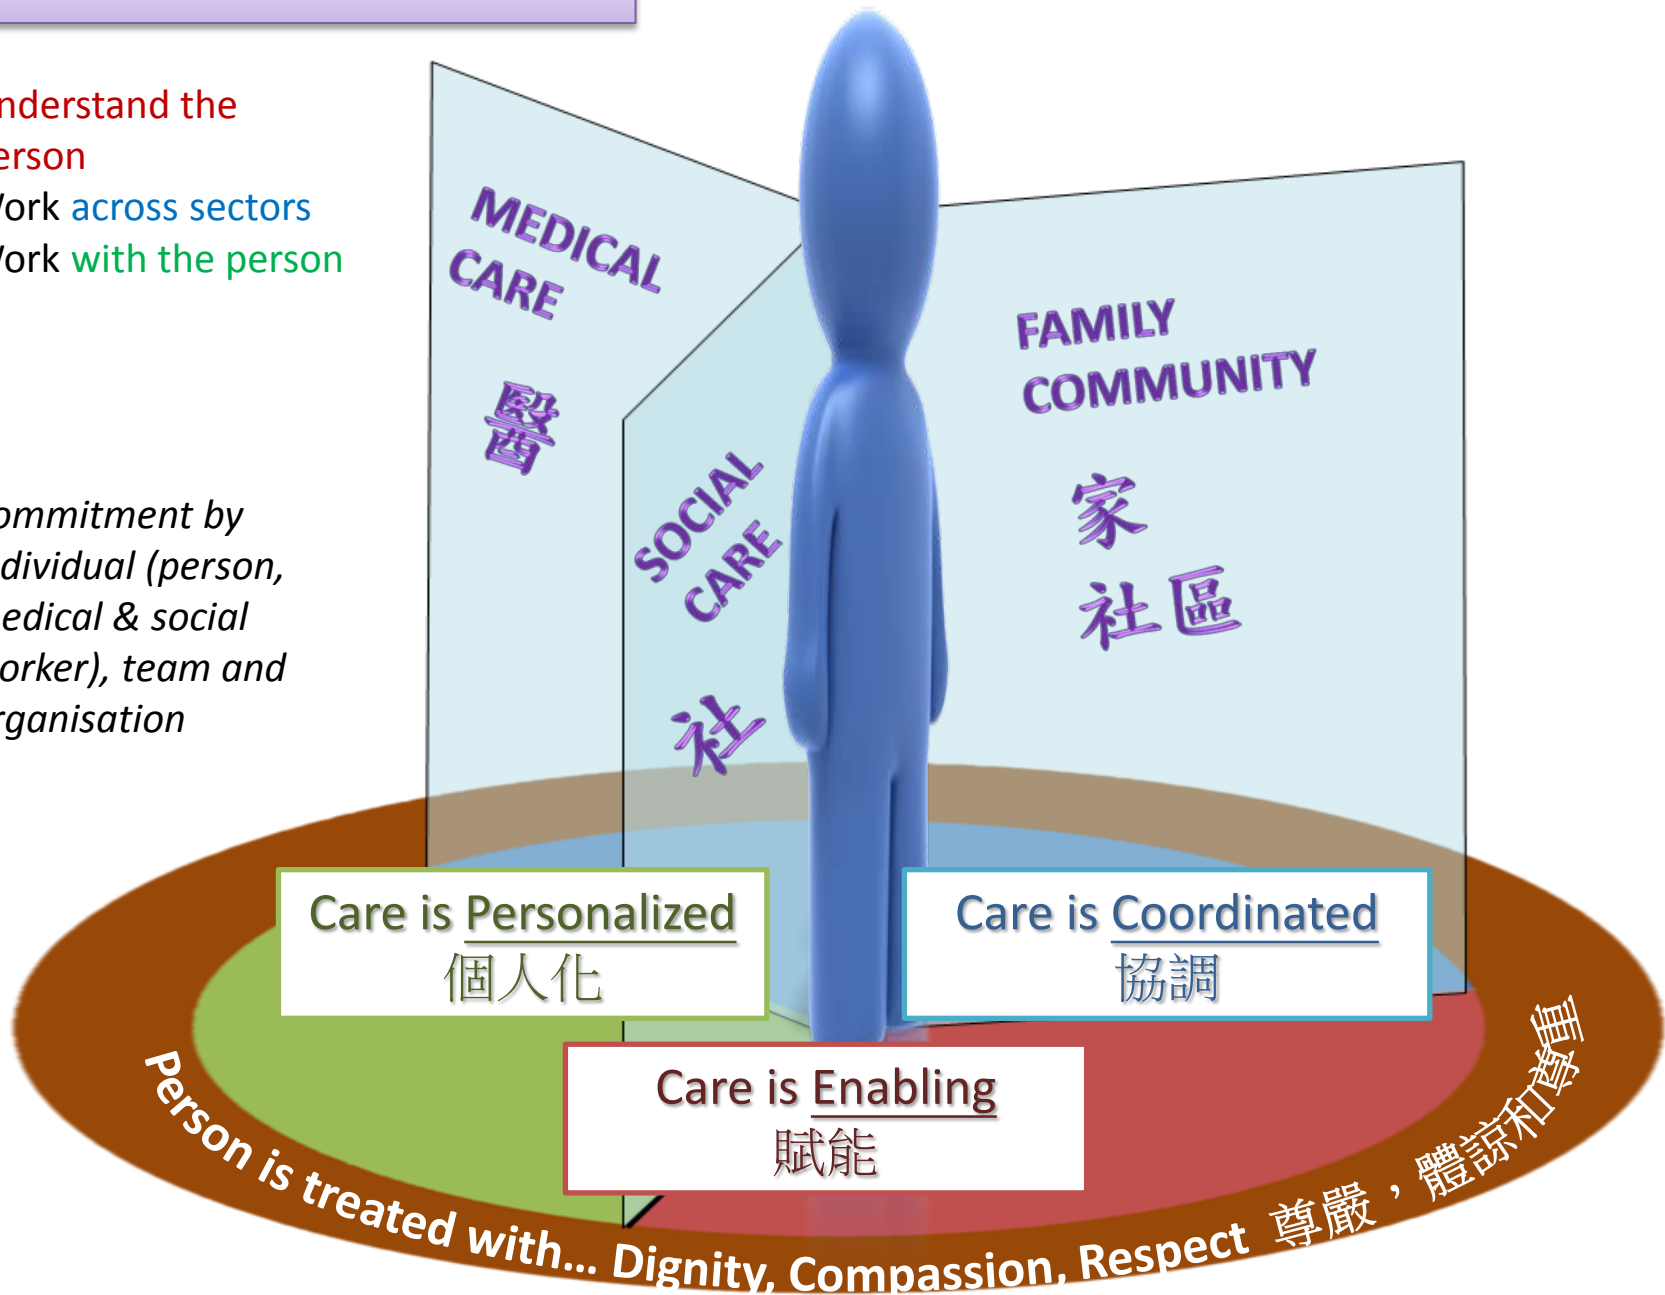 nderstand the
erson
ork across sectors
ork with the person
ommitment by
dividual (person,
edical & social
orker), team and
rganisation
MEDICAL
CARE
醫
SOCIAL
CARE
社
FAMILY
COMMUNITY
家
社區
Care is Personalized
個人化
Care is Coordinated
協調
Care is Enabling
賦能
Person is treated with... Dignity, Compassion, Respect 尊嚴，體諒和尊重